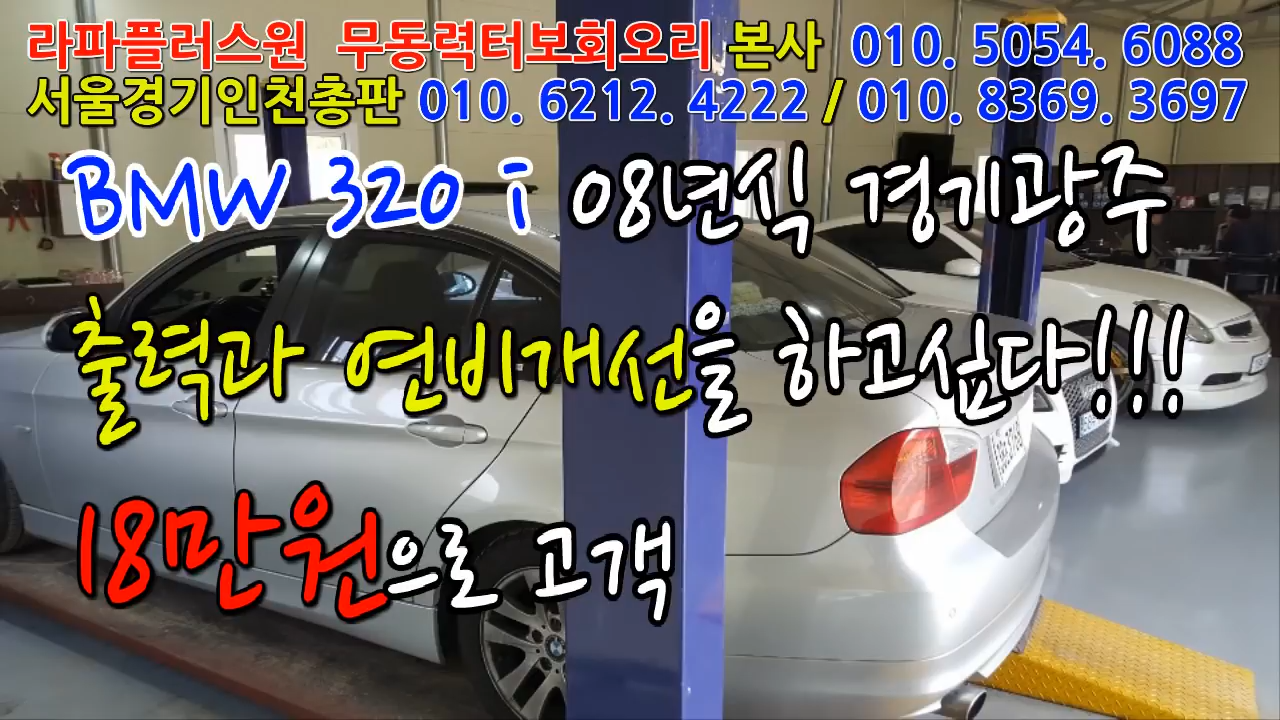 라파플러스원 무동력터보회오리 본사 010. 5054. 6088
서울경기인천총판 010. 6212. 4222 / 010. 8369. 3697
BMW 320 i 08년식 경게광주
출력과 연비개선을 하고싶다!!!
18만원으로 고객